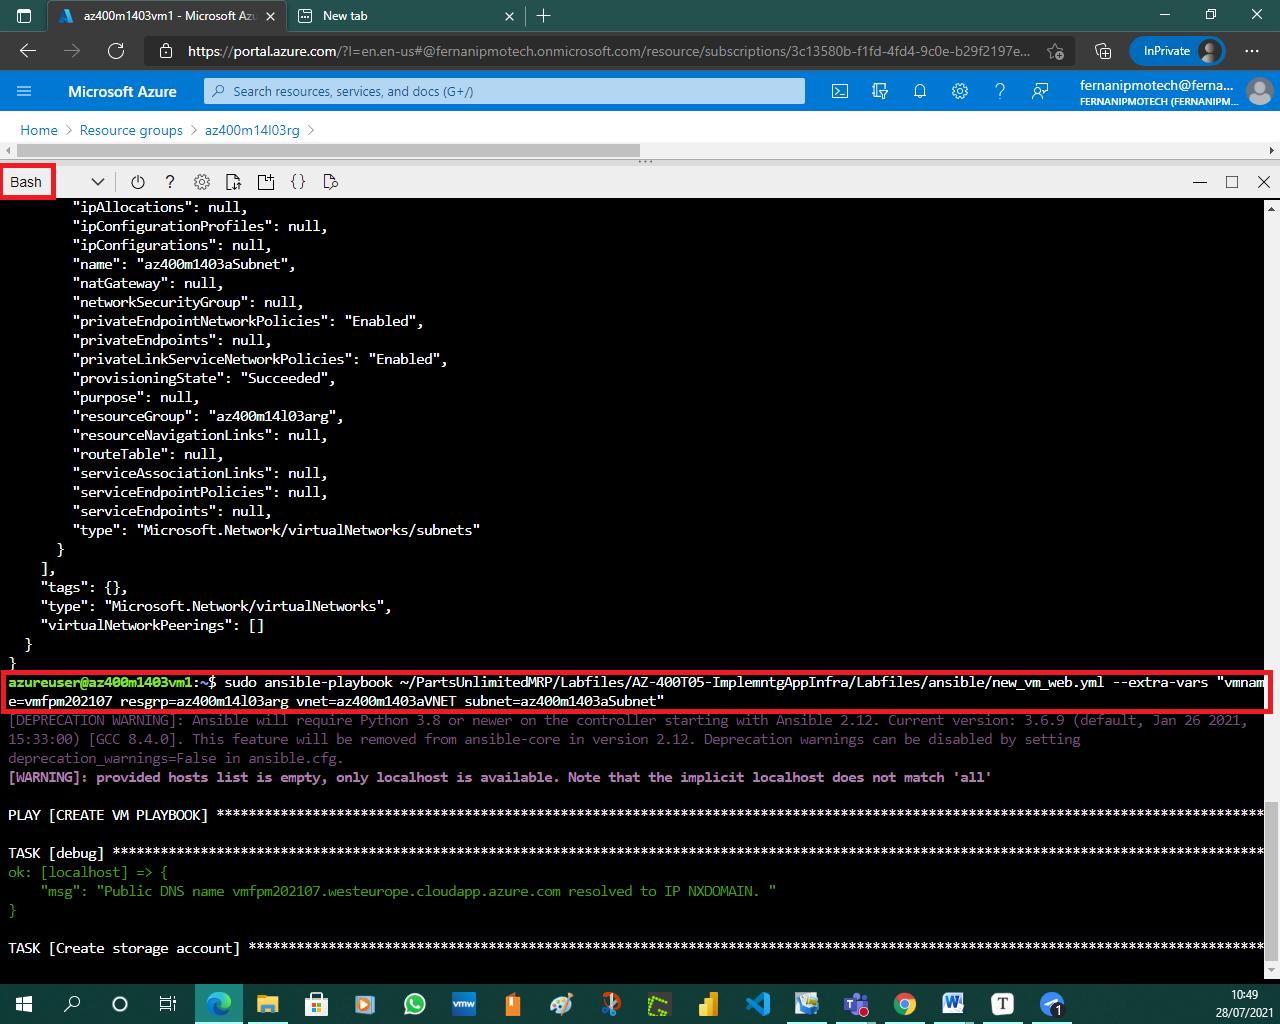 az400m1403vm1 - Microsoft Azu
New tab
https://portal.azure.com/?l=en.en-us#@fernanipmotech.onmicrosoft.com/resource/subscriptions/3c13580b-f1fd-4fd4-9c0e-b29f2197e...
InPrivate
Microsoft Azure
Search resources, services, and docs (G+/)
fernanipmotech@ferna...
FERNANIPMOTECH (FERNANIPM...
Home > Resource groups > az400m14l03rg >
Bash
"ipAllocations": null,
"ipConfigurationProfiles": null,
"ipConfigurations": null,
"name": "az400m1403aSubnet",
"natGateway": null,
"networkSecurityGroup": null,
"privateEndpointNetworkPolicies": "Enabled",
"privateEndpoints": null,
"privateLinkServiceNetworkPolicies": "Enabled",
"provisioningState": "Succeeded",
"purpose": null,
"resourceGroup": "az400m14l03arg",
"resourceNavigationLinks": null,
"routeTable": null,
"serviceAssociationLinks": null,
"serviceEndpointPolicies": null,
"serviceEndpoints": null,
"type": "Microsoft.Network/virtualNetworks/subnets"
}
],
"tags": {},
"type": "Microsoft.Network/virtualNetworks",
"virtualNetworkPeerings": []
}
}
azureuser@az400m1403vm1:~$ sudo ansible-playbook ~/PartsUnlimitedMRP/Labfiles/AZ-400T05-ImplemntgAppInfra/Labfiles/ansible/new_vm_web.yml --extra-vars "vmnam
e=vmfpm202107 resgrp=az400m14l03arg vnet=az400m1403aVNET subnet=az400m1403aSubnet"
[DEPRECATION WARNING]: Ansible will require Python 3.8 or newer on the controller starting with Ansible 2.12. Current version: 3.6.9 (default, Jan 26 2021,
15:33:00) [GCC 8.4.0]. This feature will be removed from ansible-core in version 2.12. Deprecation warnings can be disabled by setting
deprecation_warnings=False in ansible.cfg.
[WARNING]: provided hosts list is empty, only localhost is available. Note that the implicit localhost does not match 'all'
PLAY [CREATE VM PLAYBOOK] ***********************************************************************************************************************************
TASK [debug] ************************************************************************************************************************************************
ok: [localhost] => {
"msg": "Public DNS name vmfpm202107.westeurope.cloudapp.azure.com resolved to IP NXDOMAIN. "
}
TASK [Create storage account] *******************************************************************************************************************************
vmw
W
T
1
10:49
28/07/2021